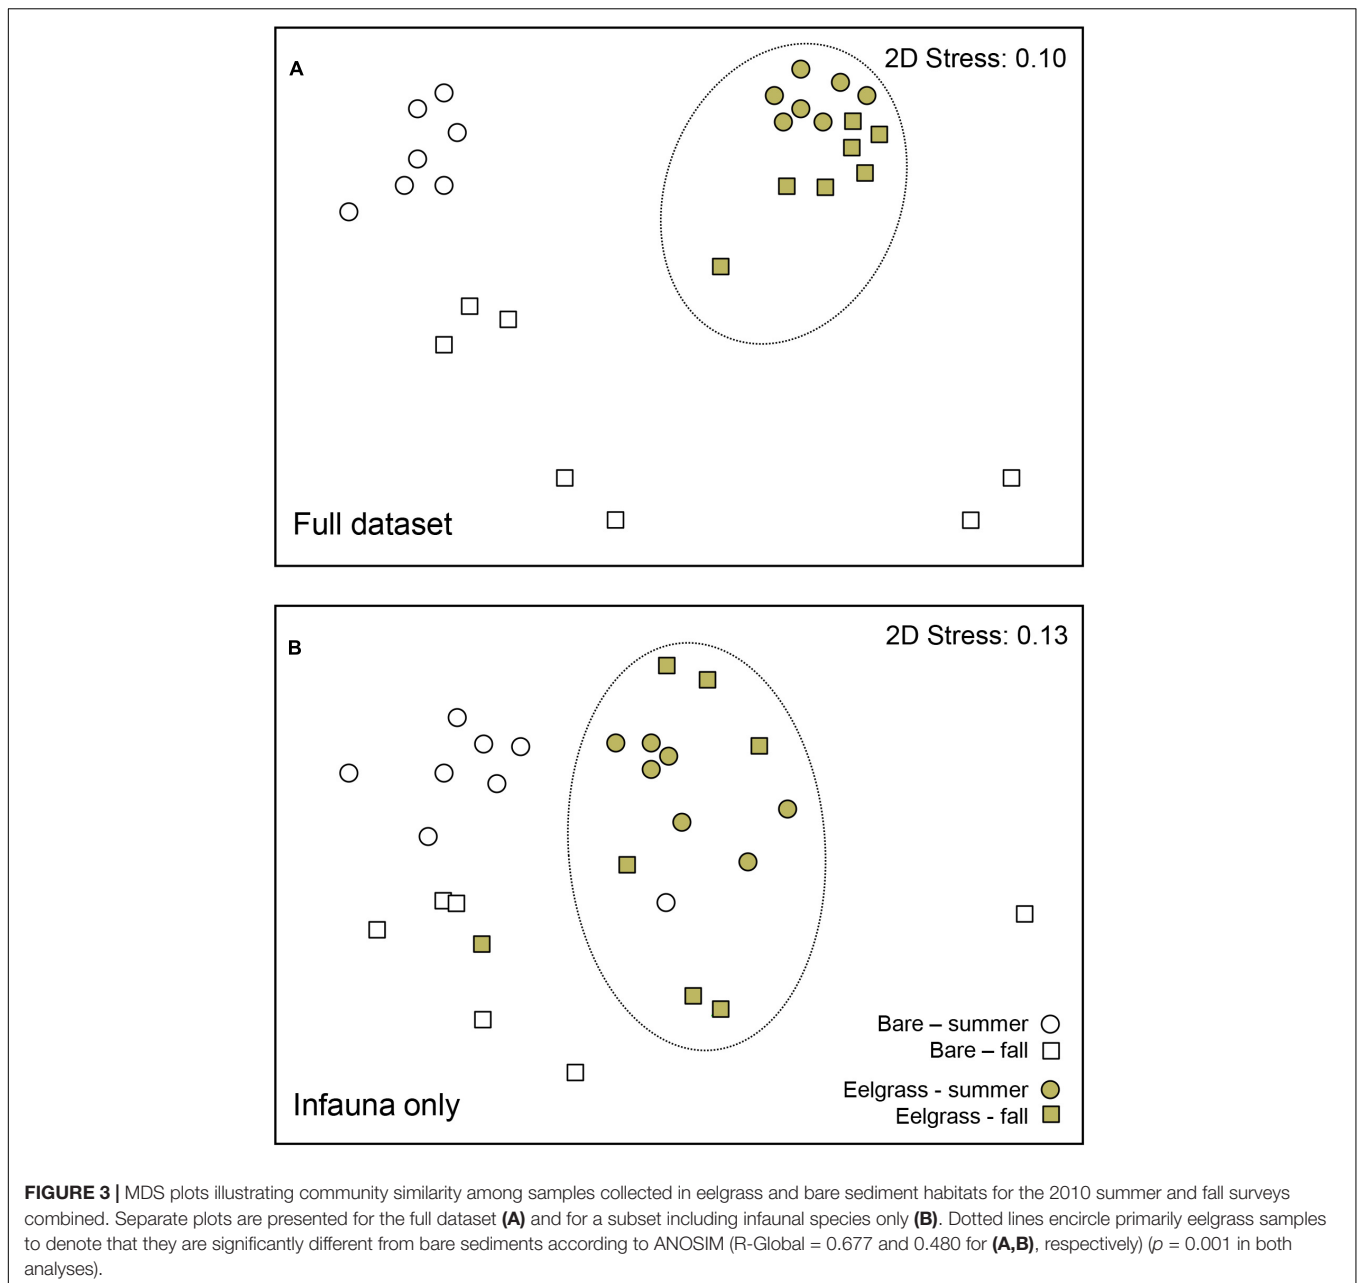 A
2D Stress: 0.10
Full dataset
B
2D Stress: 0.13
Bare – summer
Bare – fall
Eelgrass - summer
Eelgrass - fall
Infauna only
FIGURE 3 | MDS plots illustrating community similarity among samples collected in eelgrass and bare sediment habitats for the 2010 summer and fall surveys
combined. Separate plots are presented for the full dataset (A) and for a subset including infaunal species only (B). Dotted lines encircle primarily eelgrass samples
to denote that they are significantly different from bare sediments according to ANOSIM (R-Global = 0.677 and 0.480 for (A,B), respectively) (p = 0.001 in both
analyses).